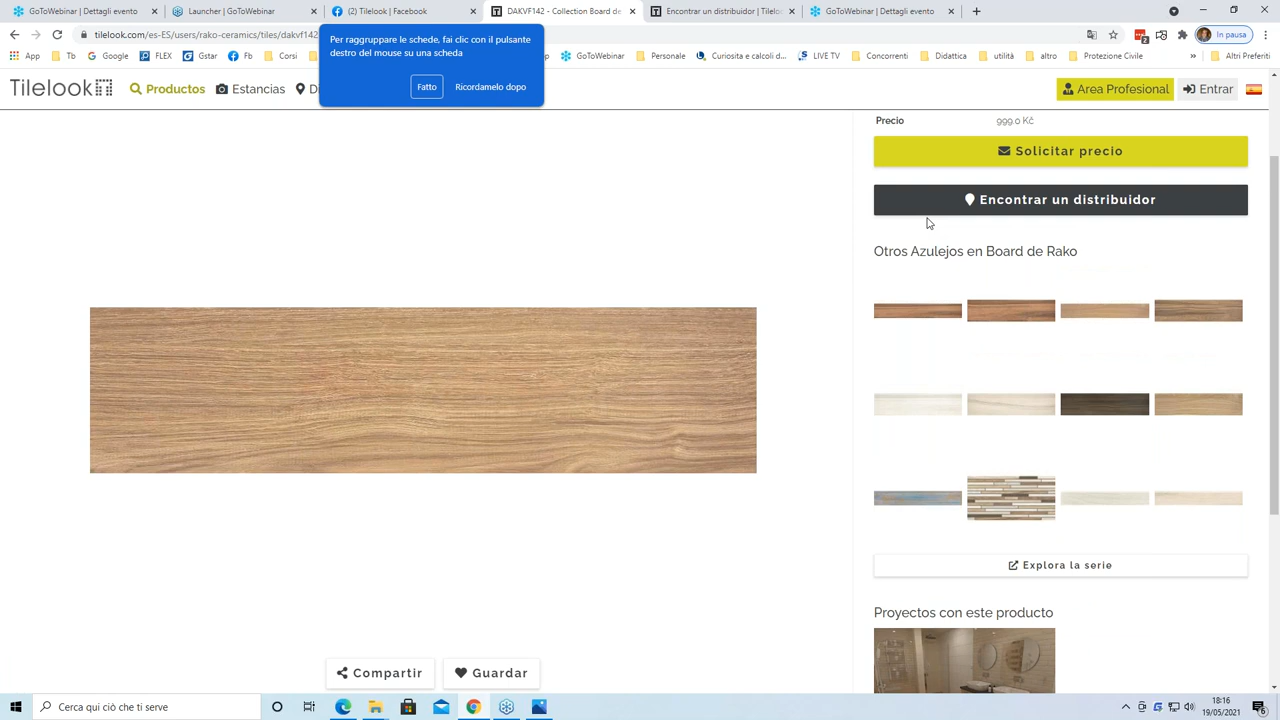 GoToWebinar | Dettagli evento
Launcher | GoToWebinar
Tilelook | Facebook
DAKVF142 - Collection Board de
Encontrar un distribuidor | Tilel
GoToWebinar | Dettagli evento
tilelook.com/es-ES/users/rako-ceramics/tiles/dakvf142
In pausa
App
Tb
Google
FLEX
Gstar
Fb
Corsi
GoToWebinar
Personale
Curiosita e calcoli d...
LIVE TV
Concorrenti
Didattica
utilità
altro
Protezione Civile
»
Altri Preferiti
Per raggruppare le schede, fai clic con il pulsante
destro del mouse su una scheda
Fatto
Ricordamelo dopo
Tilelook
Productos
Estancias
Area Profesional
Entrar
Precio
999.0 Kč
Solicitar precio
Encontrar un distribuidor
Otros Azulejos en Board de Rako
Explora la serie
Proyectos con este producto
Compartir
Guardar
Cerca qui ciò che ti serve
18:16
19/05/2021